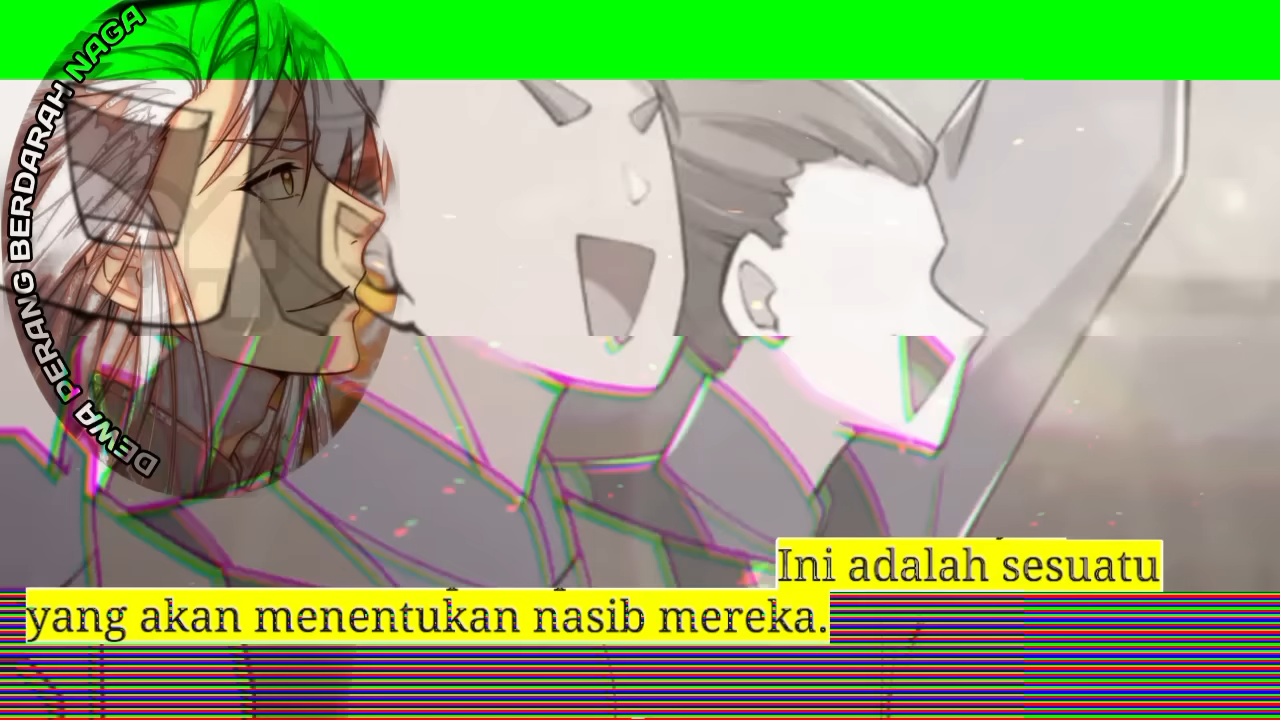 DEWA PERANG BERDARAH NAGA
Ini adalah sesuatu
yang akan menentukan nasib mereka.